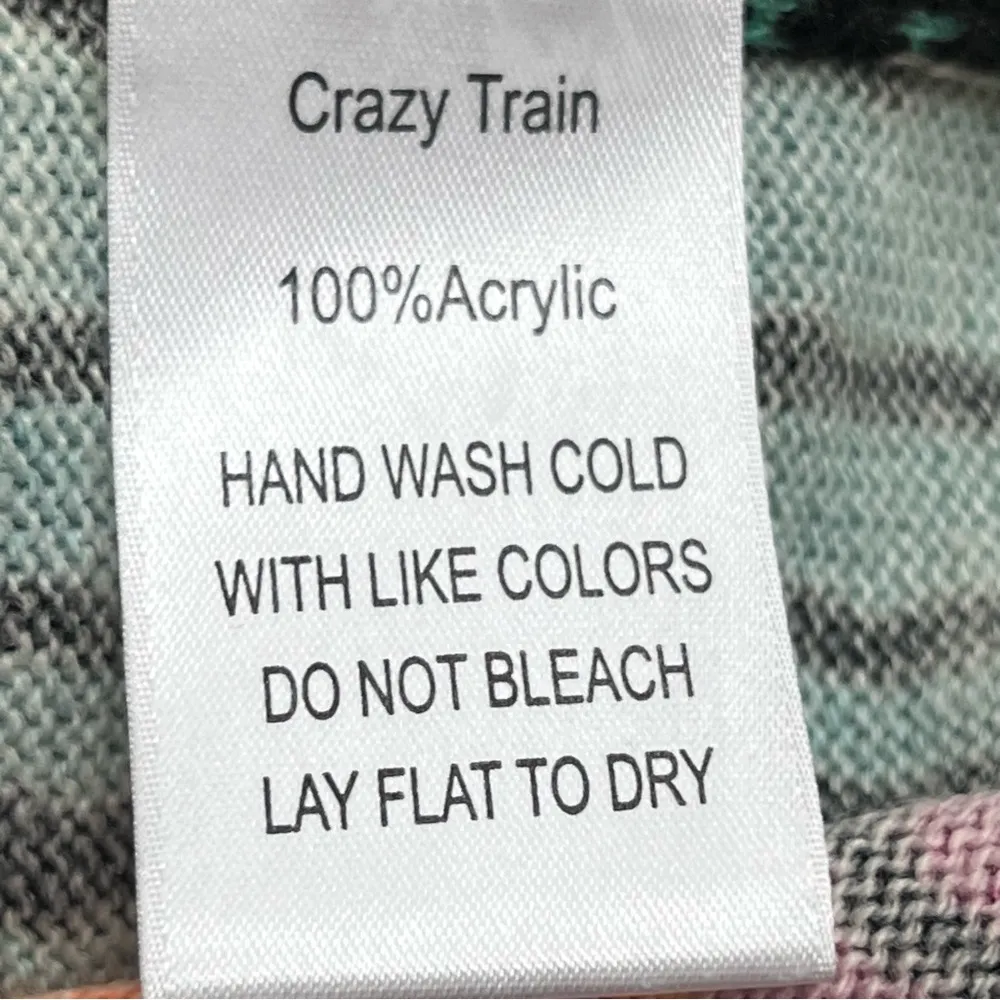 Crazy Train
100%Acrylic
HAND WASH COLD
WITH LIKE COLORS
DO NOT BLEACH
LAY FLAT TO DRY